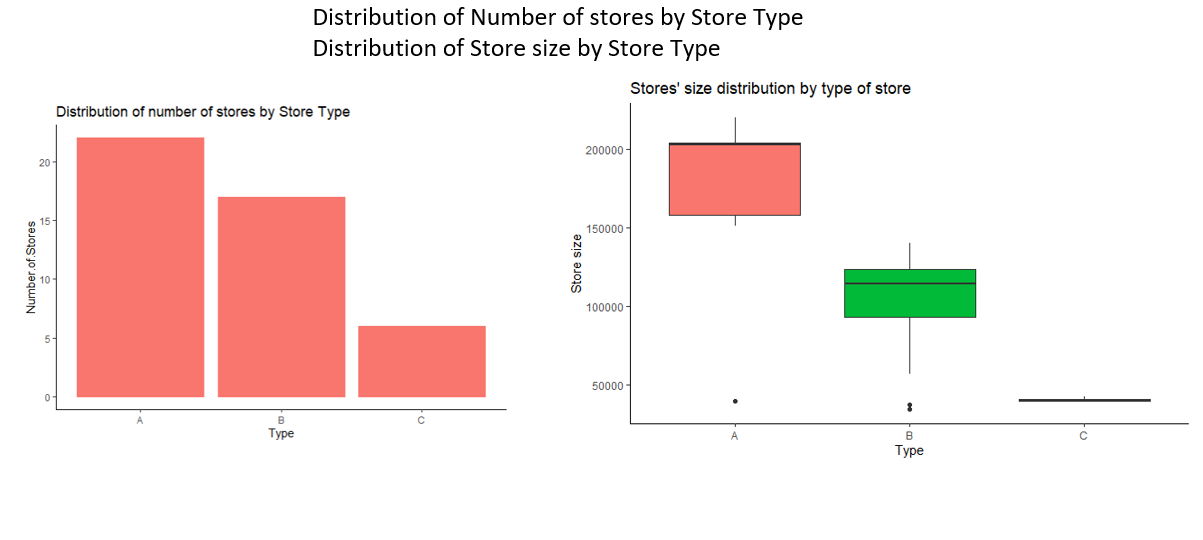 Distribution of Number of stores by Store Type
Distribution of Store size by Store Type
Distribution of number of stores by Store Type
Number.of.Stores
20
15
10
5
0
A B C
Type
Stores' size distribution by type of store
Store size
200000
150000
100000
50000
A B C
Type